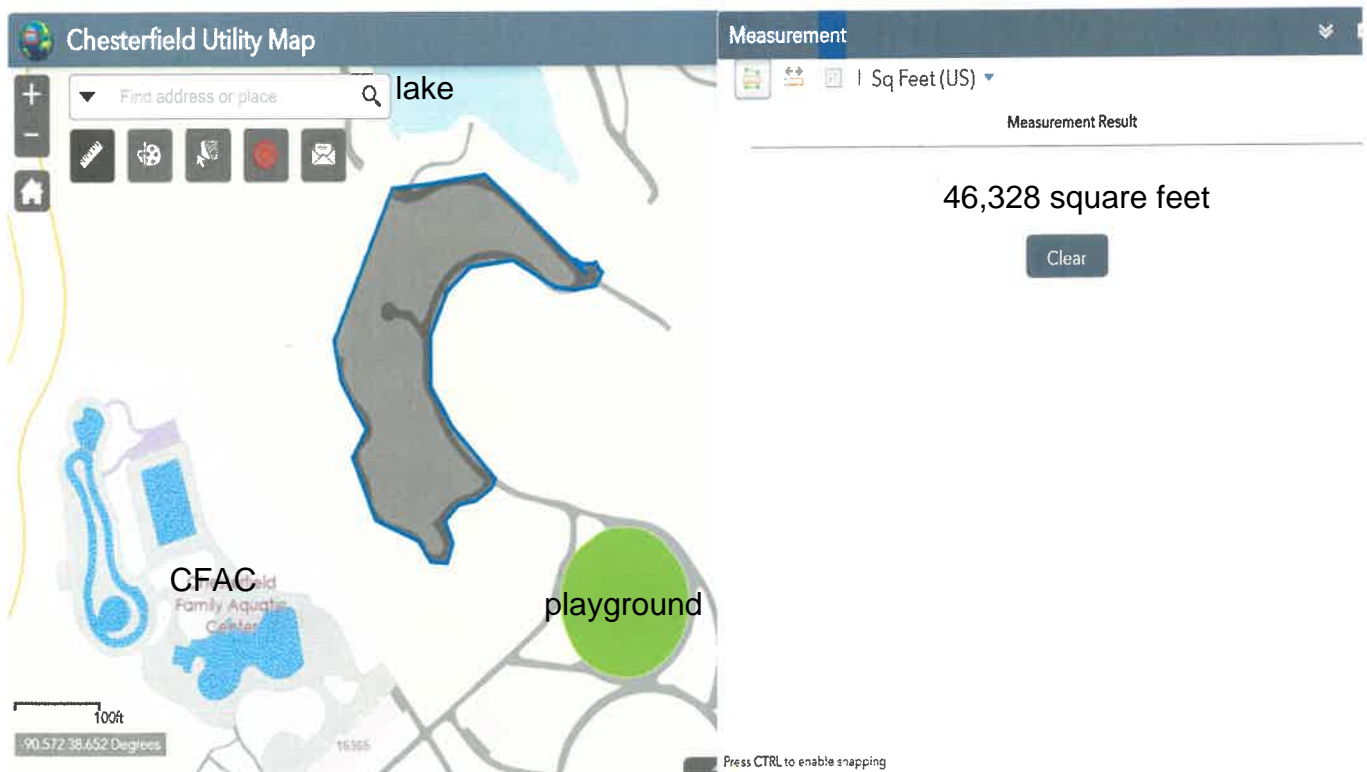 Chesterfield Utility Map
Find address or place
lake
CFAC
Family Aquatic
Center
playground
100ft
-90.572 38.652 Degrees
16365
Measurement
Sq Feet (US)
Measurement Result
46,328 square feet
Clear
Press CTRL to enable snapping